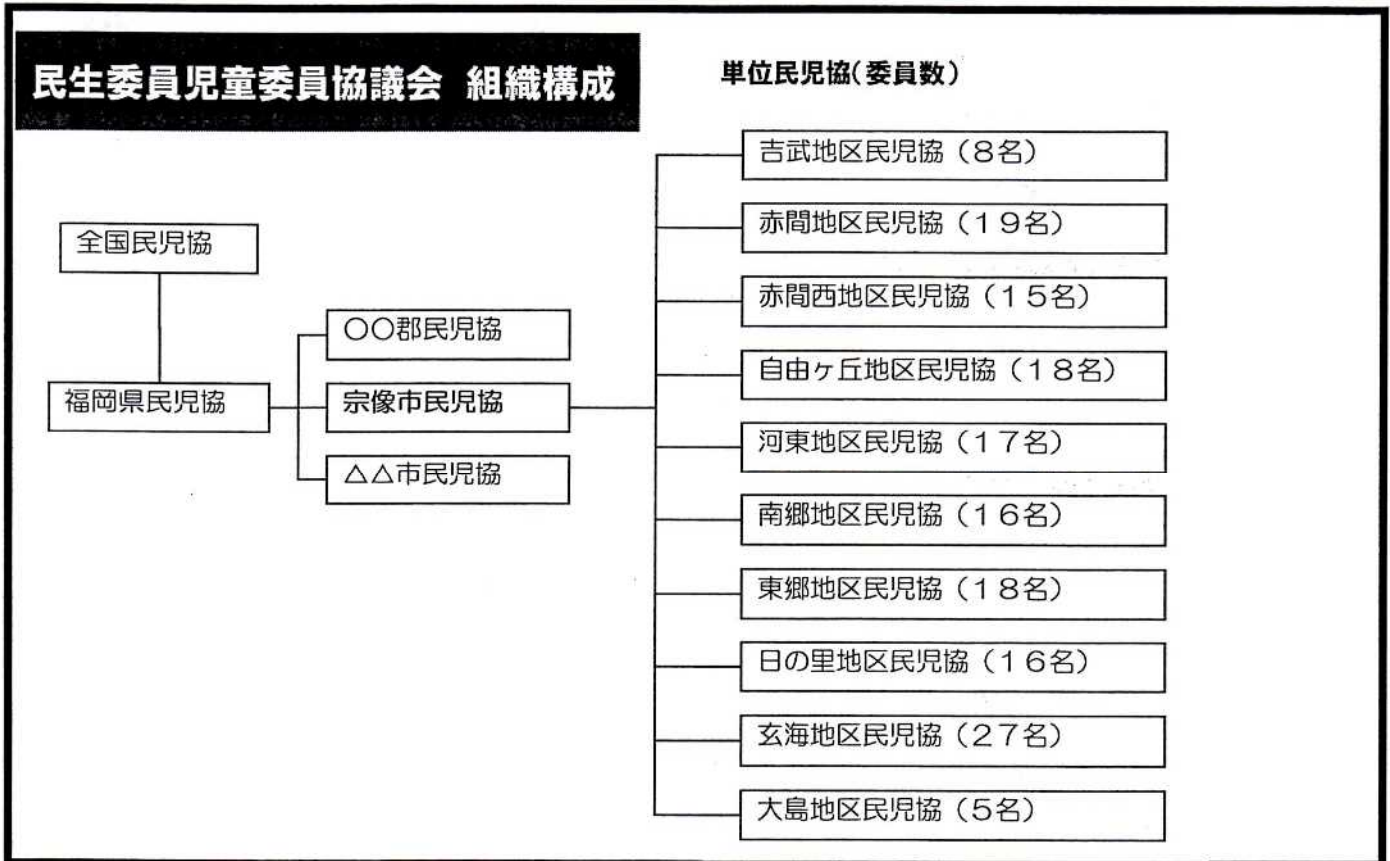 民生委員児童委員協議会 組織構成
単位民児協(委員数)
全国民児協
福岡県民児協
○○郡民児協
宗像市民児協
△△市民児協
吉武地区民児協(8名)
赤間地区民児協(19名)
赤間西地区民児協(15名)
自由ヶ丘地区民児協(18名)
河東地区民児協(17名)
南郷地区民児協(16名)
東郷地区民児協(18名)
日の里地区民児協(16名)
玄海地区民児協(27名)
大島地区民児協(5名)